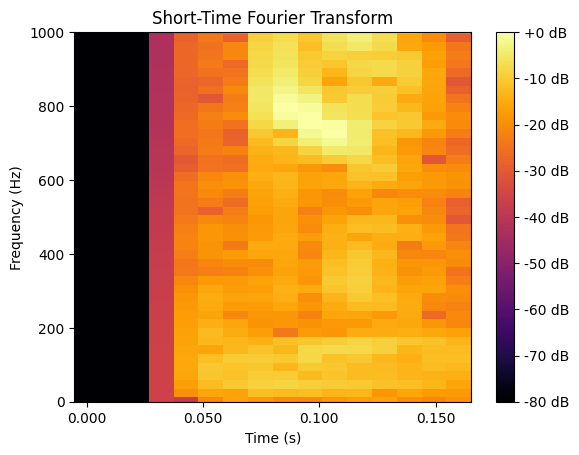 Short-Time Fourier Transform
Frequency (Hz)
1000
800
600
400
200
0
0.000
0.050
0.100
0.150
Time (s)
+0 dB
-10 dB
-20 dB
-30 dB
-40 dB
-50 dB
-60 dB
-70 dB
-80 dB